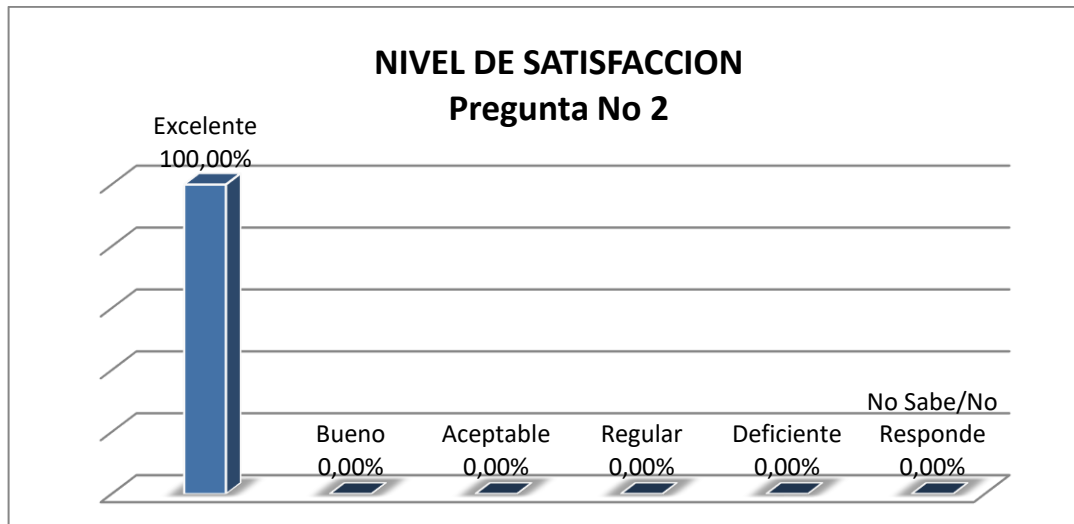 NIVEL DE SATISFACCION
Pregunta No 2
Excelente
100,00%
Bueno
0,00%
Aceptable
0,00%
Regular
0,00%
Deficiente
0,00%
No Sabe/No
Responde
0,00%